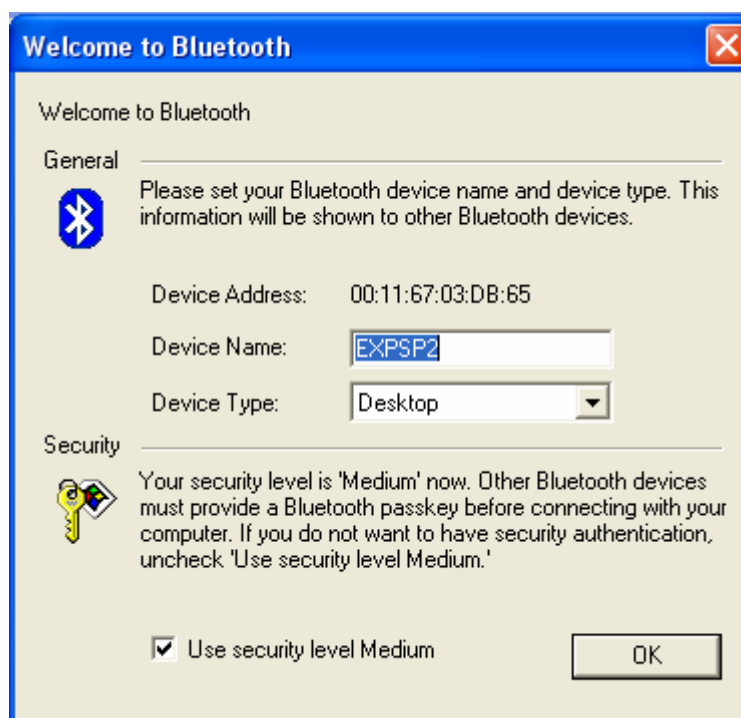 Welcome to Bluetooth
Welcome to Bluetooth
General
Please set your Bluetooth device name and device type. This
information will be shown to other Bluetooth devices.
Device Address: 00:11:67:03:DB:65
Device Name: EXPSP2
Device Type: Desktop
Security
Your security level is 'Medium' now. Other Bluetooth devices
must provide a Bluetooth passkey before connecting with your
computer. If you do not want to have security authentication,
uncheck 'Use security level Medium.'
Use security level Medium
OK